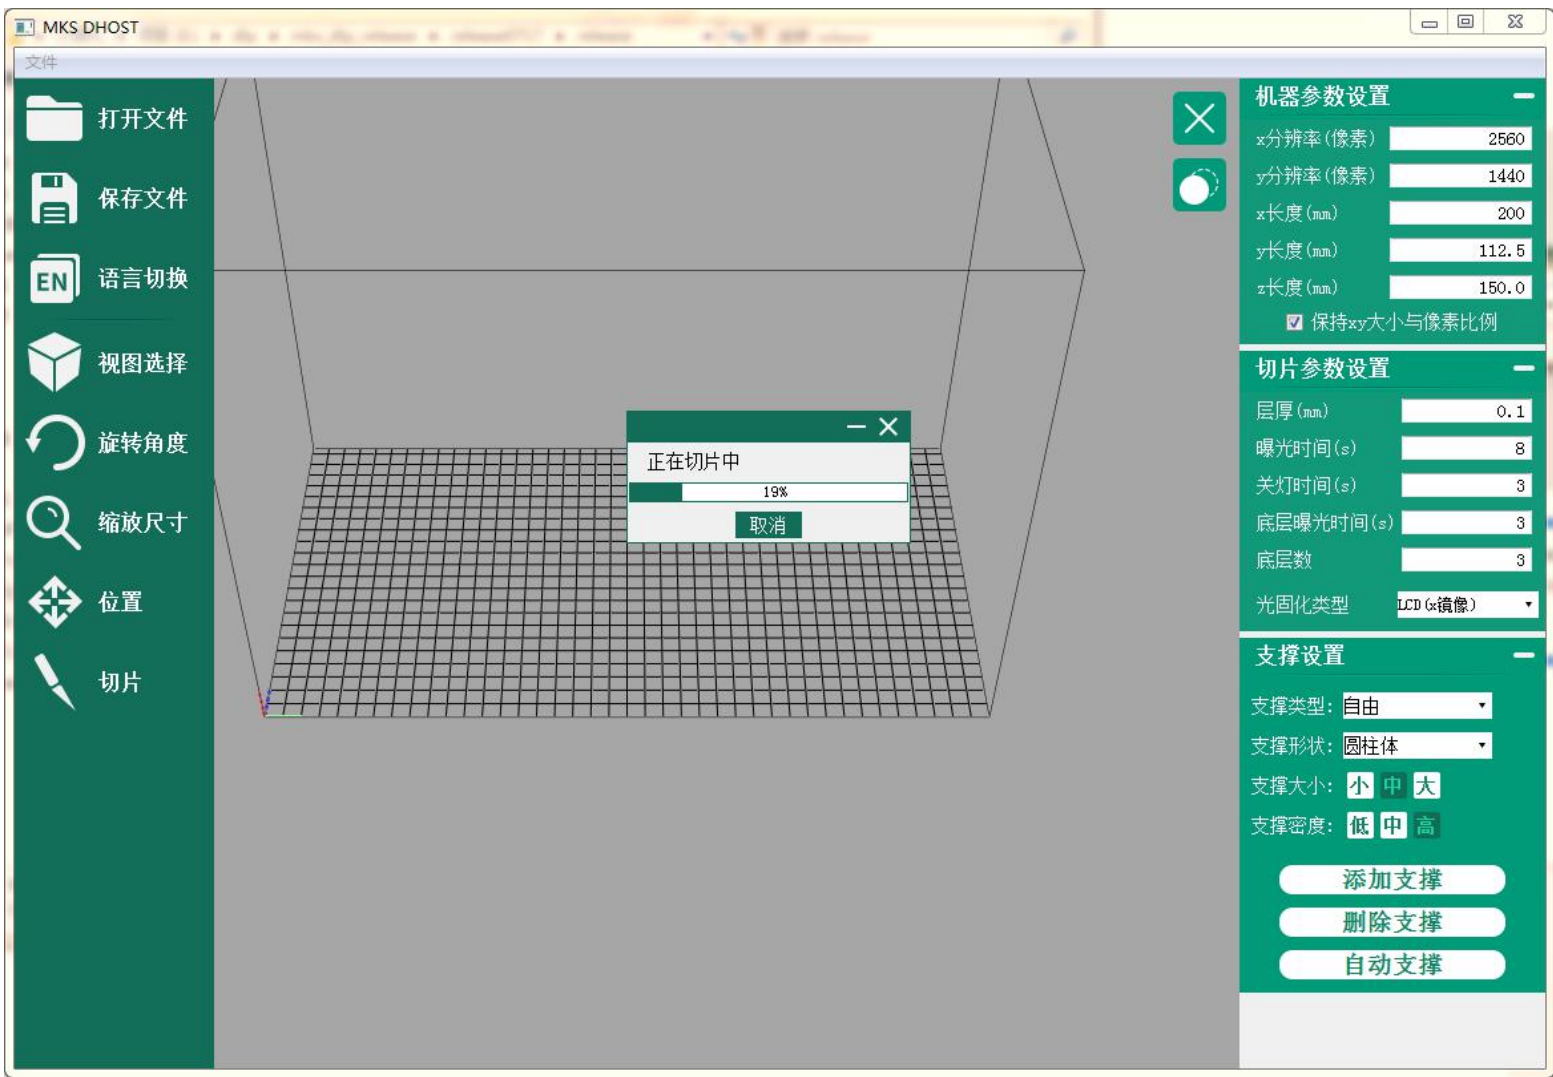 MKS DHOST
文件
打开文件
保存文件
EN 语言切换
视图选择
旋转角度
缩放尺寸
位置
切片
正在切片中
19%
取消
机器参数设置
x分辨率(像素) 2560
y分辨率(像素) 1440
x长度(mm) 200
y长度(mm) 112.5
z长度(mm) 150.0
保持xy大小与像素比例
切片参数设置
层厚(mm) 0.1
曝光时间(s) 8
关灯时间(s) 3
底层曝光时间(s) 3
底层数 3
光固化类型 LCD(x镜像)
支撑设置
支撑类型: 自由
支撑形状: 圆柱体
支撑大小: 小 中 大
支撑密度: 低 中 高
添加支撑
删除支撑
自动支撑